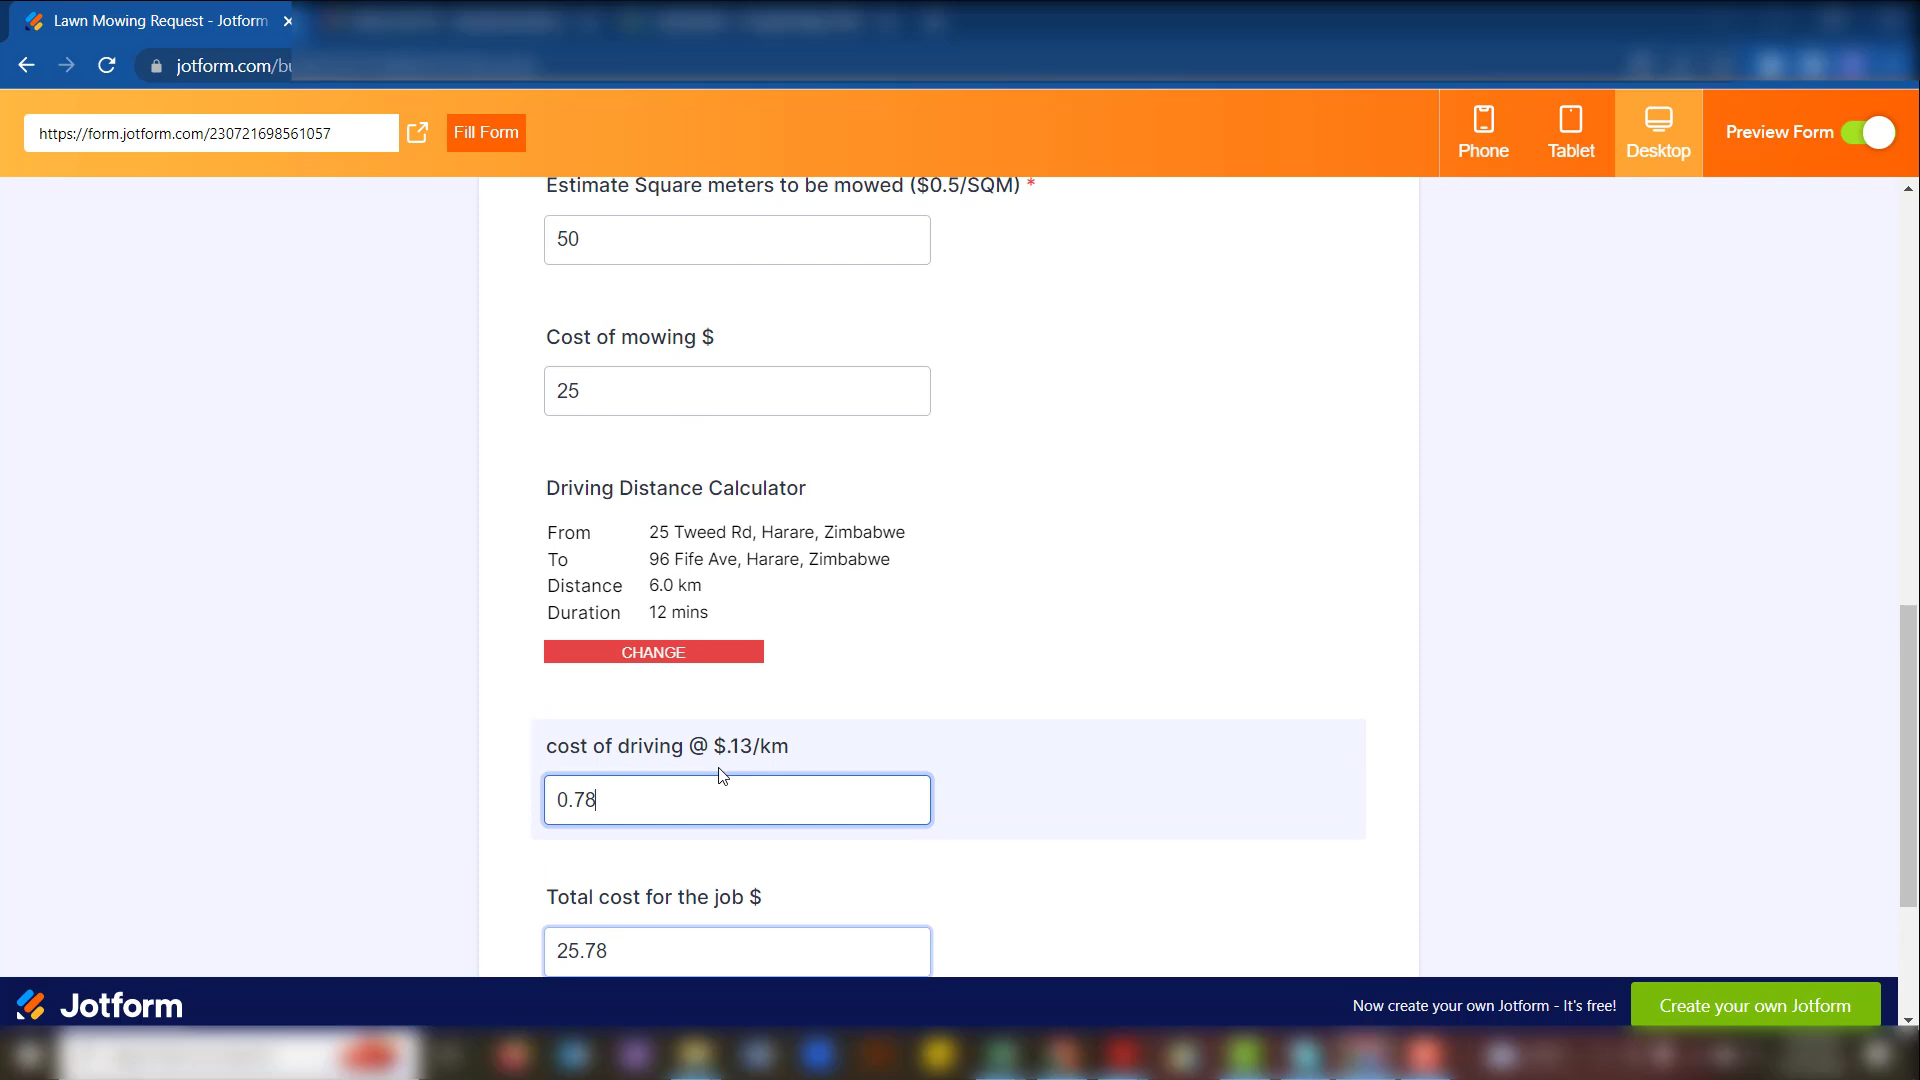 Lawn Mowing Request - Jotform
jotform.com/bu
https://form.jotform.com/230721698561057
Fill Form
Phone
Tablet
Desktop
Preview Form
Estimate Square meters to be mowed ($0.5/SQM) *
50
Cost of mowing $
25
Driving Distance Calculator
From 25 Tweed Rd, Harare, Zimbabwe
To 96 Fife Ave, Harare, Zimbabwe
Distance 6.0 km
Duration 12 mins
CHANGE
cost of driving @ $.13/km
0.78
Total cost for the job $
25.78
Jotform
Now create your own Jotform - It's free!
Create your own Jotform